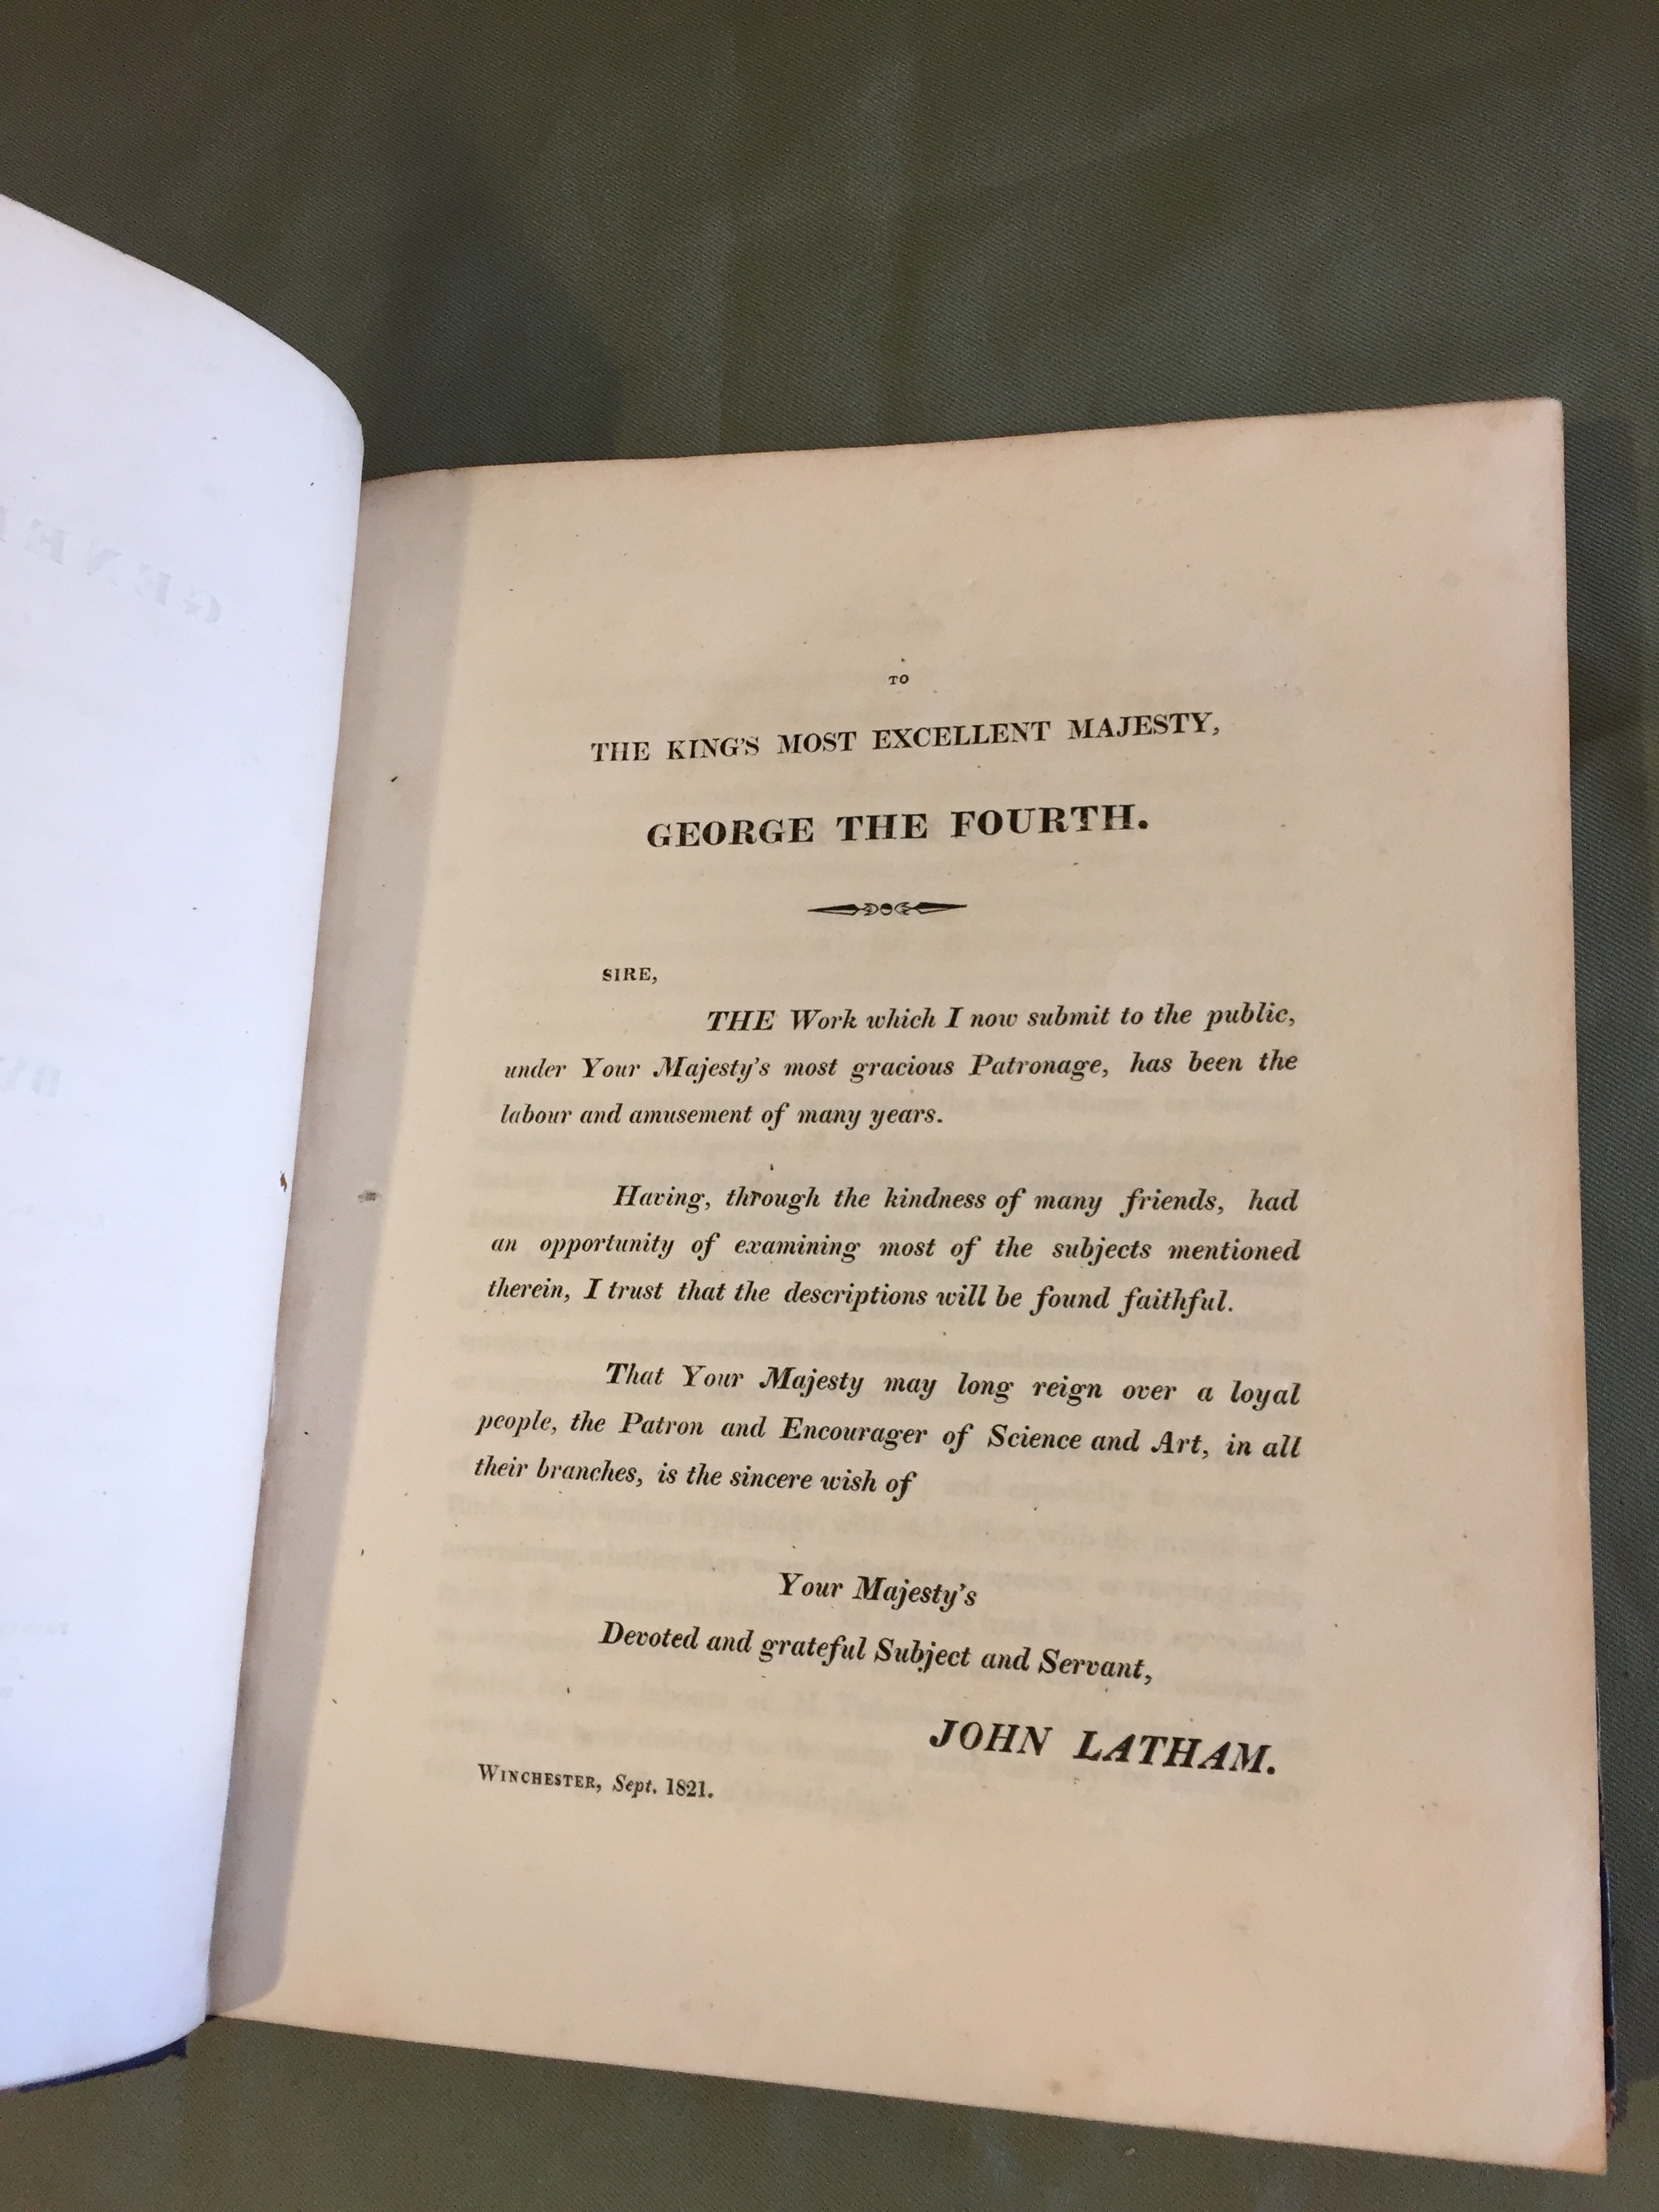 TO
THE KING'S MOST EXCELLENT MAJESTY,
GEORGE THE FOURTH.
SIRE,
THE Work which I now submit to the public,
under Your Majesty's most gracious Patronage, has been the
labour and amusement of many years.
Having, through the kindness of many friends, had
an opportunity of examining most of the subjects mentioned
therein, I trust that the descriptions will be found faithful.
That Your Majesty may long reign over a loyal
people, the Patron and Encourager of Science and Art, in all
their branches, is the sincere wish of
Your Majesty's
Devoted and grateful Subject and Servant,
JOHN LATHAM.
WINCHESTER, Sept. 1821.